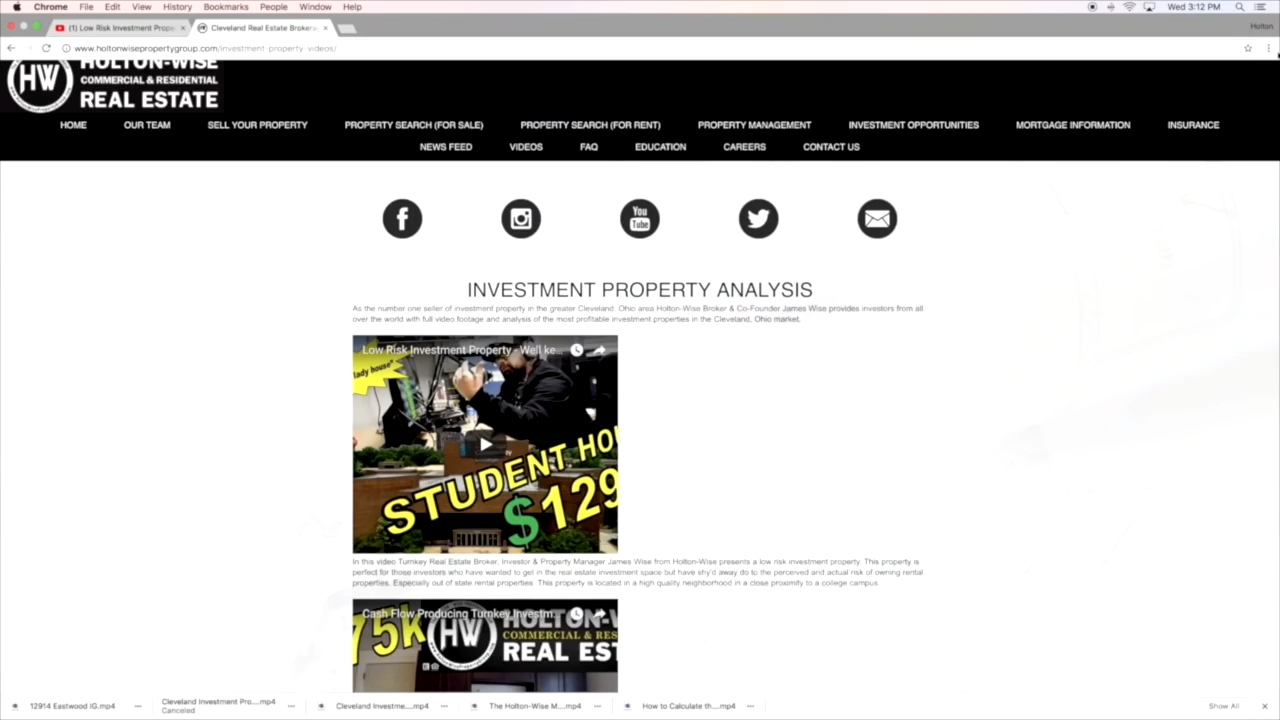 Chrome File Edit View History Bookmarks People Window Help Wed 3:12 PM
(1) Low Risk Investment Prope Cleveland Real Estate Broker Holton
www.holtonwisepropertygroup.com/investment-property-videos/
HW HOLTON-WISE
COMMERCIAL & RESIDENTIAL
REAL ESTATE
HOME OUR TEAM SELL YOUR PROPERTY PROPERTY SEARCH (FOR SALE) PROPERTY SEARCH (FOR RENT) PROPERTY MANAGEMENT INVESTMENT OPPORTUNITIES MORTGAGE INFORMATION INSURANCE
NEWS FEED VIDEOS FAQ EDUCATION CAREERS CONTACT US
You
Tube
INVESTMENT PROPERTY ANALYSIS
As the number one seller of investment property in the greater Cleveland, Ohio area Holton-Wise Broker & Co-Founder James Wise provides investors from all
over the world with full video footage and analysis of the most profitable investment properties in the Cleveland, Ohio market.
Low Risk Investment Property - Well ke...
lady house"
STUDENT HOU
$129
In this video Turnkey Real Estate Broker, Investor & Property Manager James Wise from Holton-Wise presents a low risk investment property. This property is
perfect for those investors who have wanted to get in the real estate investment space but have shy'd away do to the perceived and actual risk of owning rental
properties. Especially out of state rental properties. This property is located in a high quality neighborhood in a close proximity to a college campus
Cash Flow Producing Turnkey Investm...
75k HW HOLTON-W
COMMERCIAL & RES
REAL EST
12914 Eastwood IG.mp4 Cleveland Investment Pro....mp4 Cleveland Investme....mp4 The Holton-Wise M....mp4 How to Calculate th....mp4 Show All
Canceled